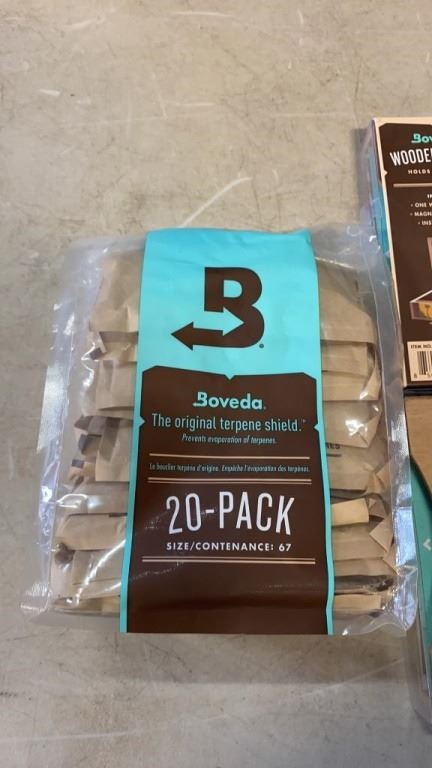 B
Boveda.
The original terpene shield.™
Prevents evaporation of terpenes.
Le bouclier terpène d'origine. Empêche l'évaporation des terpènes.
20-PACK
SIZE/CONTENANCE: 67
WOODE
HOLDS
ITEM NO.